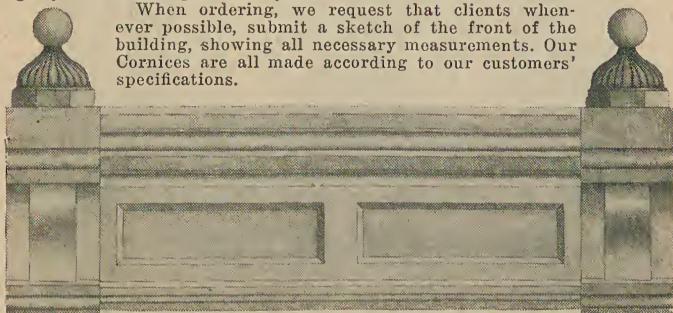 When ordering, we request that clients when-
ever possible, submit a sketch of the front of the
building, showing all necessary measurements. Our
Cornices are all made according to our customers'
specifications.